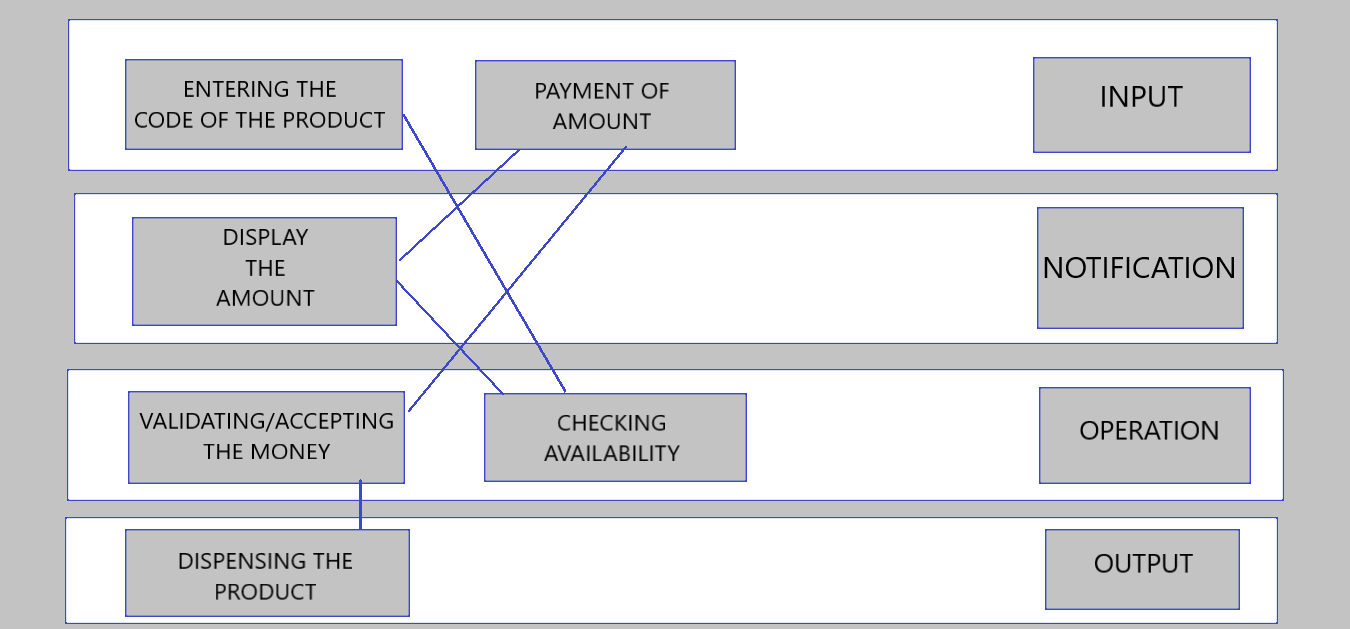 ENTERING THE
CODE OF THE PRODUCT
PAYMENT OF
AMOUNT
INPUT
DISPLAY
THE
AMOUNT
NOTIFICATION
VALIDATING/ACCEPTING
THE MONEY
CHECKING
AVAILABILITY
OPERATION
DISPENSING THE
PRODUCT
OUTPUT